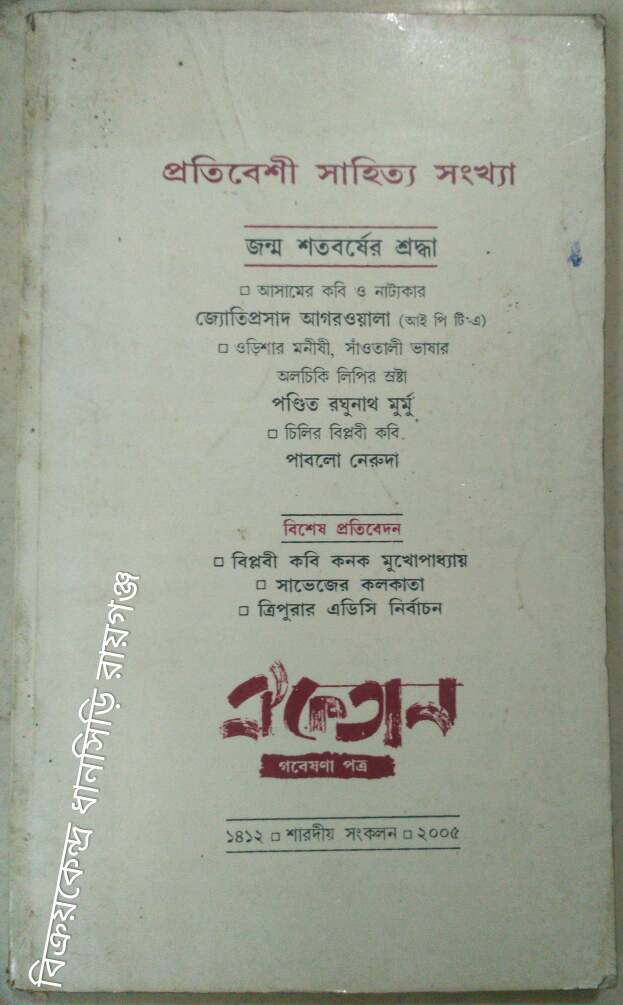 প্রতিবেশী সাহিত্য সংখ্যা
জন্ম শতবর্ষের শ্রদ্ধা
□ আসামের কবি ও নাট্যকার
জ্যোতিপ্রসাদ আগরওয়ালা (আই পি টি-এ)
□ ওড়িশার মনীষী, সাঁওতালী ভাষার
অলচিকি লিপির স্রষ্টা
পণ্ডিত রঘুনাথ মুর্মু
□ চিলির বিপ্লবী কবি
পাবলো নেরুদা
বিশেষ প্রতিবেদন
□ বিপ্লবী কবি কনক মুখোপাধ্যায়
□ সাভেজের কলকাতা
□ ত্রিপুরার এডিসি নির্বাচন
ঐকতান
গবেষণা পত্র
১৪১২ □ শারদীয় সংকলন □ ২০০৫
বিক্রয়কেন্দ্র ধানসিড়ি রায়গঞ্জ